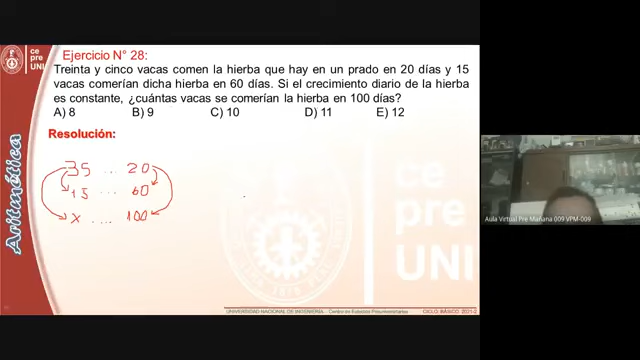 ce
pre
UNI
Ejercicio N° 28:
Treinta y cinco vacas comen la hierba que hay en un prado en 20 días y 15
vacas comerían dicha hierba en 60 días. Si el crecimiento diario de la hierba
es constante, ¿cuántas vacas se comerían la hierba en 100 días?
A) 8 B) 9 C) 10 D) 11 E) 12
Resolución:
35 ... 20
15 ... 60
x .... 100
Aritmética
ce
pre
UNI
Aula Virtual Pre Mañana 009 VPM-009
UNIVERSIDAD NACIONAL DE INGENIERÍA - Centro de Estudios Preuniversitarios
CICLO: BÁSICO, 2021-2